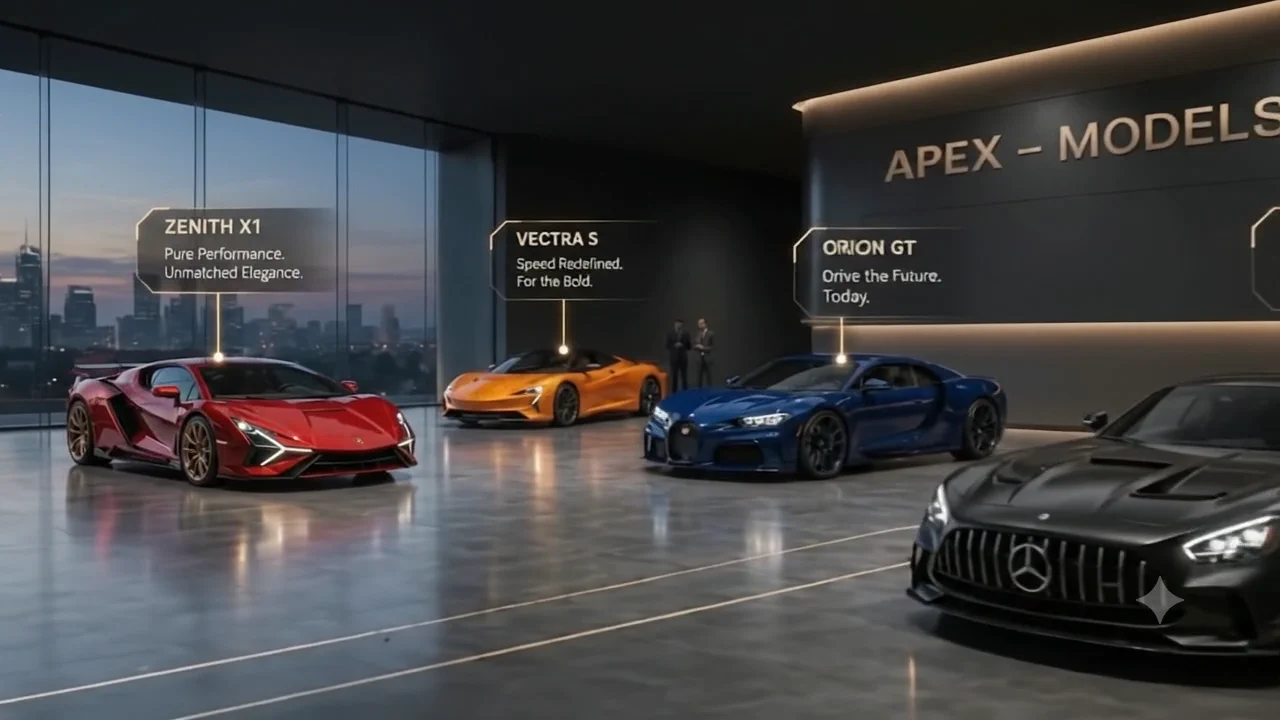 APEX – MODELS
ZENITH X1
Pure Performance.
Unmatched Elegance.
VECTRA S
Speed Redefined.
For the Bold.
ORION GT
Drive the Future.
Today.